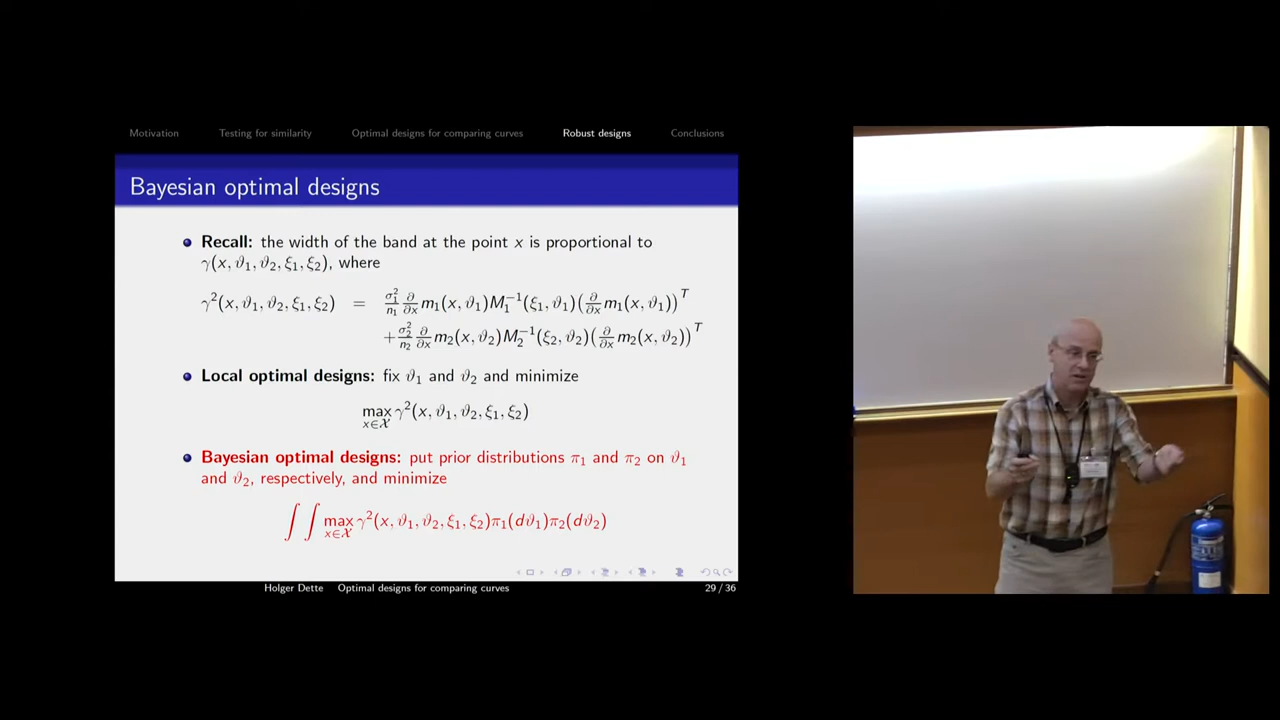 Motivation Testing for similarity Optimal designs for comparing curves Robust designs Conclusions
Bayesian optimal designs
Recall: the width of the band at the point x is proportional to
γ(x, ϑ₁, ϑ₂, ξ₁, ξ₂), where
γ²(x, ϑ₁, ϑ₂, ξ₁, ξ₂) = σ₁²/n₁ ∂/∂x m₁(x, ϑ₁)M₁⁻¹(ξ₁, ϑ₁)(∂/∂x m₁(x, ϑ₁))ᵀ
+σ₂²/n₂ ∂/∂x m₂(x, ϑ₂)M₂⁻¹(ξ₂, ϑ₂)(∂/∂x m₂(x, ϑ₂))ᵀ
Local optimal designs: fix ϑ₁ and ϑ₂ and minimize
max x∈𝒳 γ²(x, ϑ₁, ϑ₂, ξ₁, ξ₂)
Bayesian optimal designs: put prior distributions π₁ and π₂ on ϑ₁
and ϑ₂, respectively, and minimize
∫ ∫ max x∈𝒳 γ²(x, ϑ₁, ϑ₂, ξ₁, ξ₂)π₁(dϑ₁)π₂(dϑ₂)
Holger Dette Optimal designs for comparing curves 29 / 36